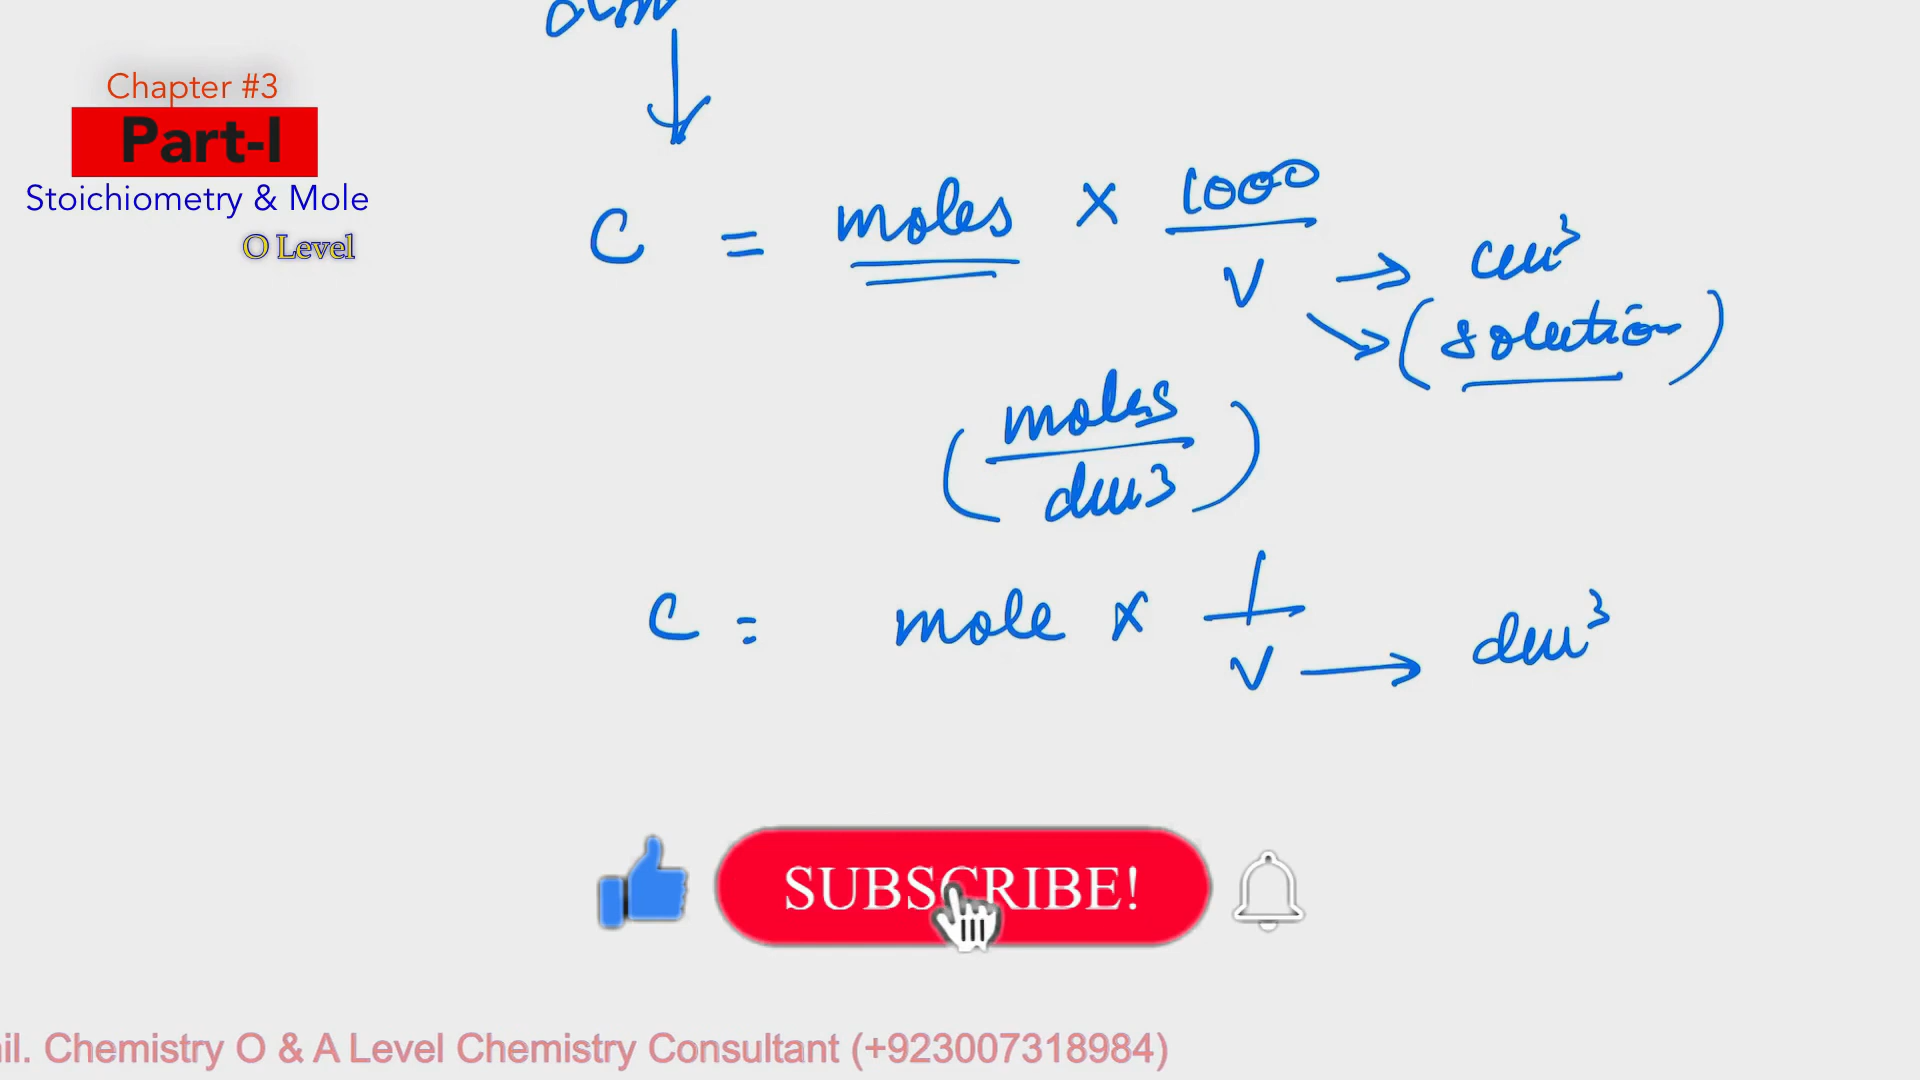 Chapter #3
Part-I
Stoichiometry & Mole
O Level
C = moles × 1000 / V → cm³
→ (solution)
(moles / dm3)
C = mole × 1 / V → dm³
SUBSCRIBE!
il. Chemistry O & A Level Chemistry Consultant (+923007318984)